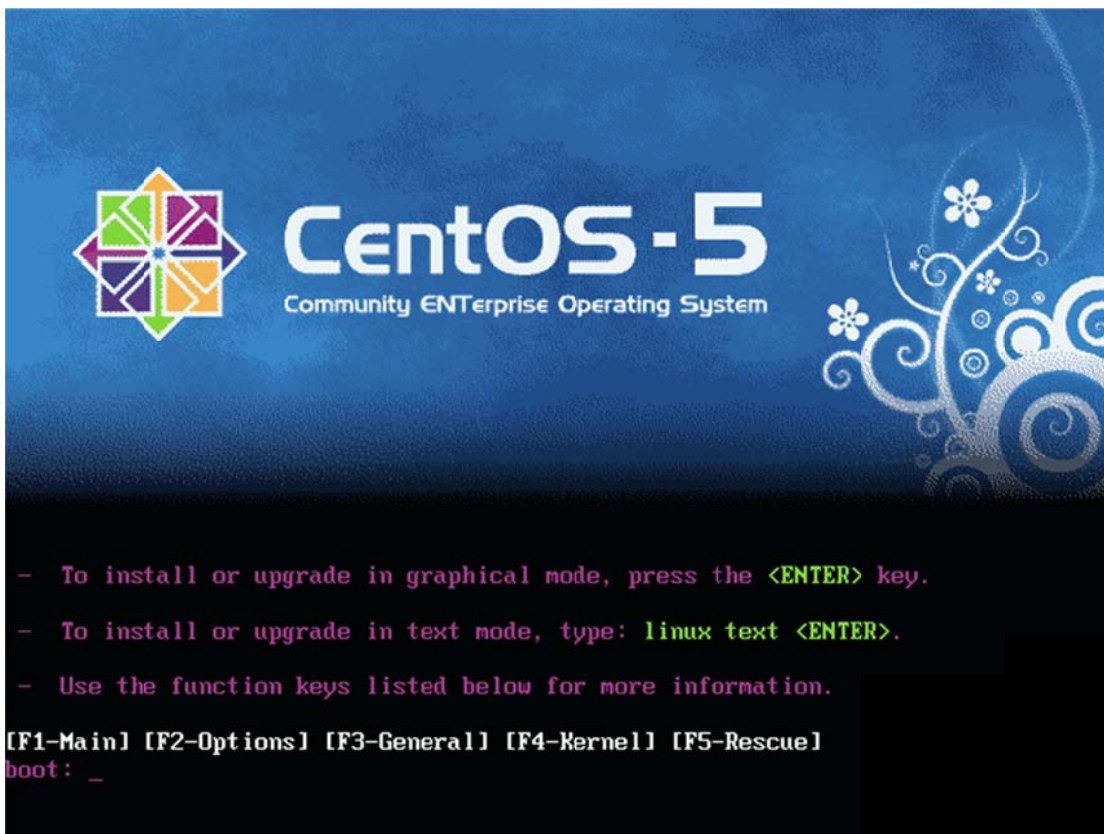 CentOS-5
Community ENTerprise Operating System
- To install or upgrade in graphical mode, press the <ENTER> key.
- To install or upgrade in text mode, type: linux text <ENTER>.
- Use the function keys listed below for more information.
[F1-Main] [F2-Options] [F3-General] [F4-Kernel] [F5-Rescue]
boot: _